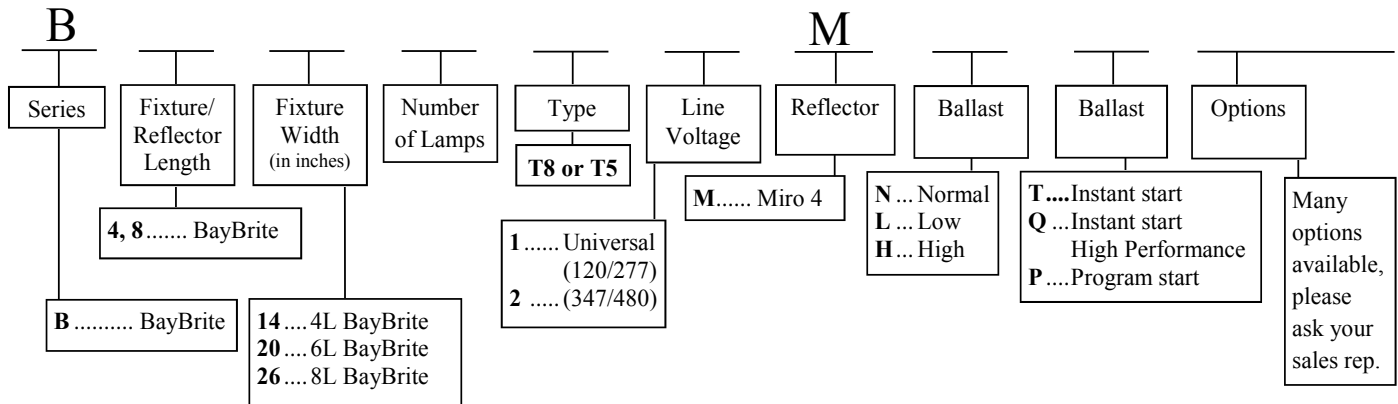 B
M
Series
Fixture/
Reflector
Length
Fixture
Width
(in inches)
Number
of Lamps
Type
Line
Voltage
Reflector
Ballast
Ballast
Options
T8 or T5
M...... Miro 4
4, 8....... BayBrite
N ... Normal
L ... Low
H ... High
T....Instant start
Q ...Instant start
High Performance
P ....Program start
Many
options
available,
please
ask your
sales rep.
1 ...... Universal
(120/277)
2 ..... (347/480)
B .......... BayBrite
14 ....4L BayBrite
20 ....6L BayBrite
26 ....8L BayBrite